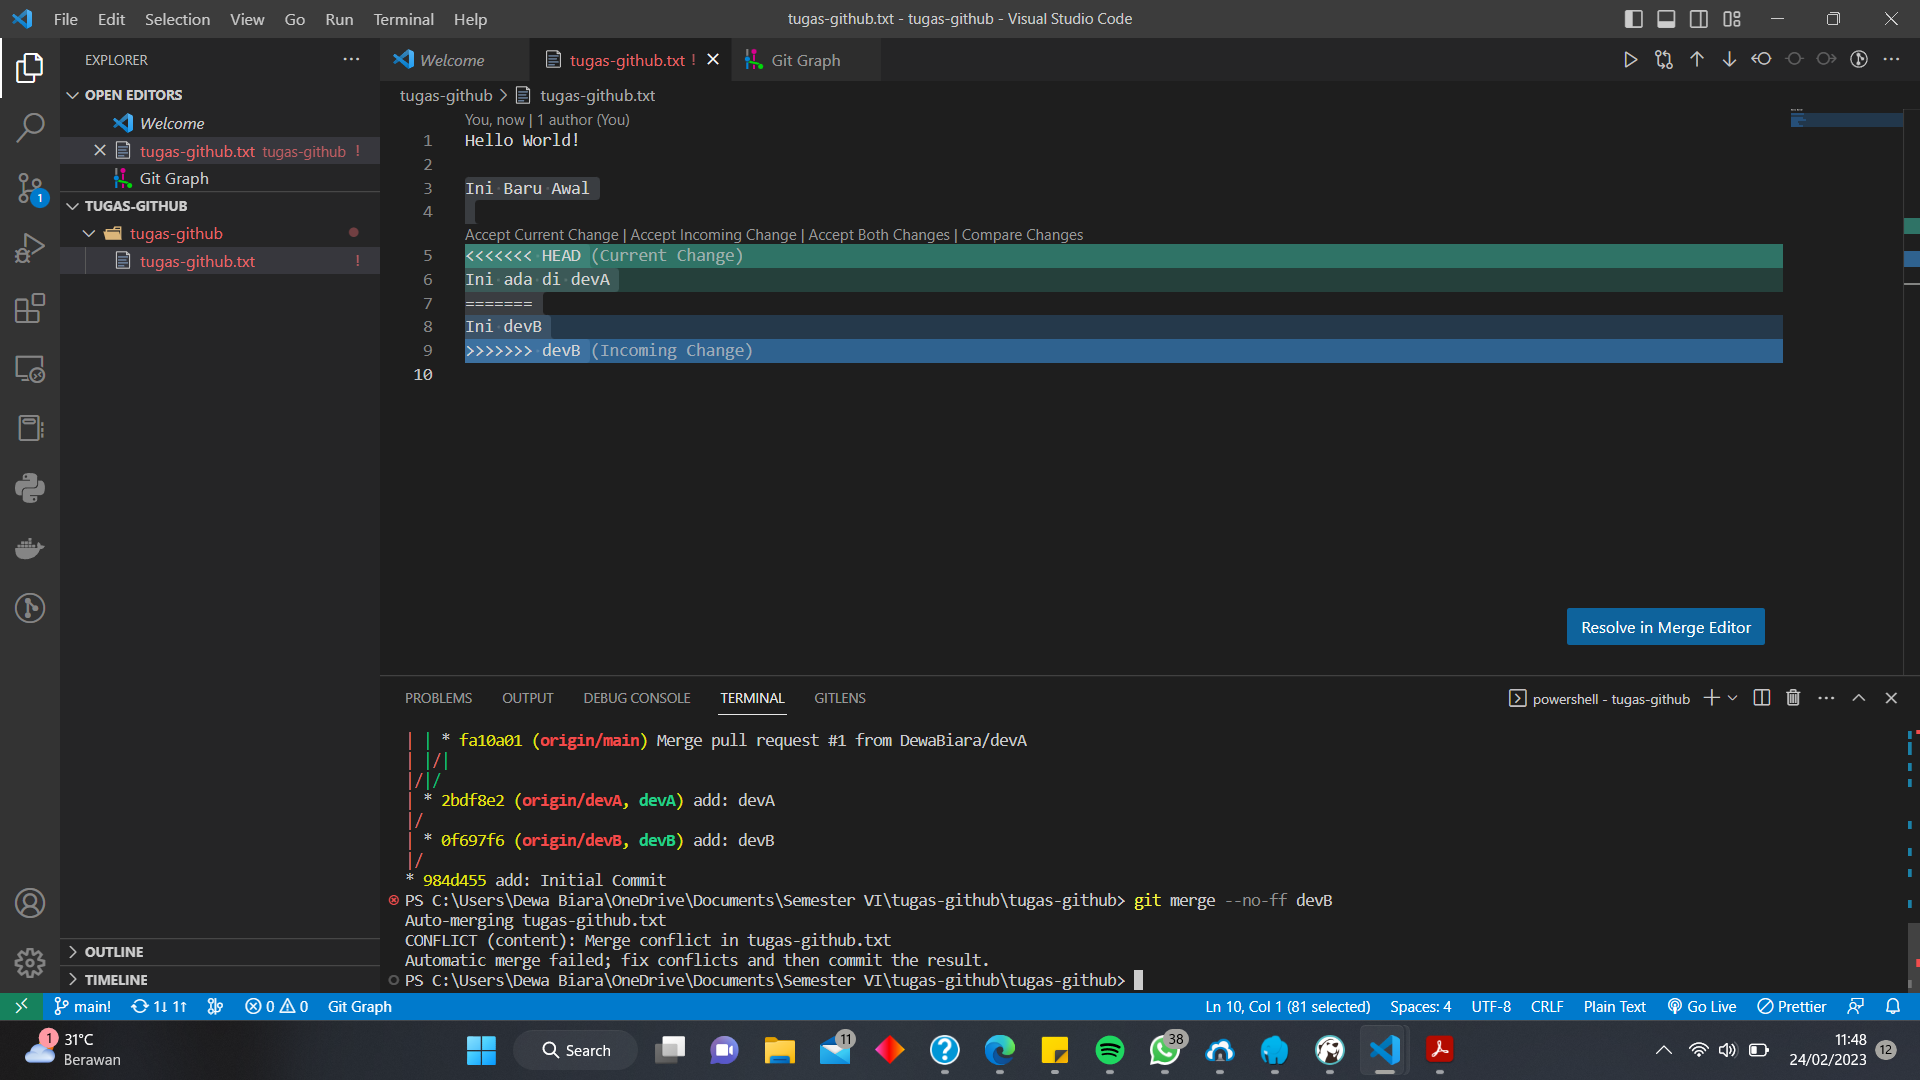 File Edit Selection View Go Run Terminal Help
tugas-github.txt - tugas-github - Visual Studio Code
EXPLORER
OPEN EDITORS
Welcome
tugas-github.txt tugas-github !
Git Graph
TUGAS-GITHUB
tugas-github
tugas-github.txt !
OUTLINE
TIMELINE
1
Welcome
tugas-github.txt !
Git Graph
tugas-github > tugas-github.txt
You, now | 1 author (You)
1 Hello World!
2
3 Ini Baru Awal
4
Accept Current Change | Accept Incoming Change | Accept Both Changes | Compare Changes
5 <<<<<<< HEAD (Current Change)
6 Ini ada di devA
7 =======
8 Ini devB
9 >>>>>>> devB (Incoming Change)
10
Resolve in Merge Editor
PROBLEMS OUTPUT DEBUG CONSOLE TERMINAL GITLENS
powershell - tugas-github
| | * fa10a01 (origin/main) Merge pull request #1 from DewaBiara/devA
| |/|
|/|/
| * 2bdf8e2 (origin/devA, devA) add: devA
|/
| * 0f697f6 (origin/devB, devB) add: devB
|/
* 984d455 add: Initial Commit
PS C:\Users\Dewa Biara\OneDrive\Documents\Semester VI\tugas-github\tugas-github> git merge --no-ff devB
Auto-merging tugas-github.txt
CONFLICT (content): Merge conflict in tugas-github.txt
Automatic merge failed; fix conflicts and then commit the result.
PS C:\Users\Dewa Biara\OneDrive\Documents\Semester VI\tugas-github\tugas-github>
main! 1↓ 1↑ 0 0 Git Graph
Ln 10, Col 1 (81 selected) Spaces: 4 UTF-8 CRLF Plain Text Go Live Prettier
1
31°C
Berawan
Search
11
38
11:48
24/02/2023
12